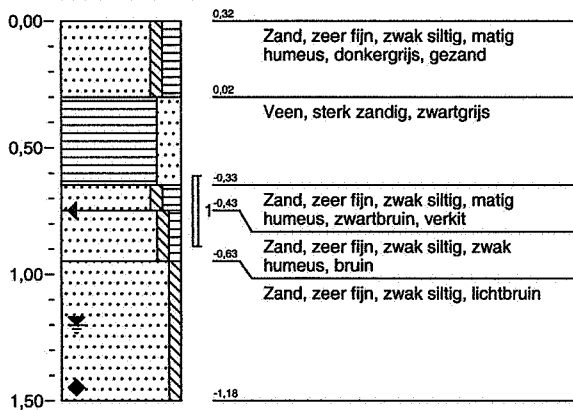 0,00
0,32
Zand, zeer fijn, zwak siltig, matig
humeus, donkergrijs, gezand
0,02
Veen, sterk zandig, zwartgrijs
0,50
-0,33
Zand, zeer fijn, zwak siltig, matig
humeus, zwartbruin, verkit
1
-0,43
Zand, zeer fijn, zwak siltig, zwak
humeus, bruin
-0,63
1,00
Zand, zeer fijn, zwak siltig, lichtbruin
1,50
-1,18